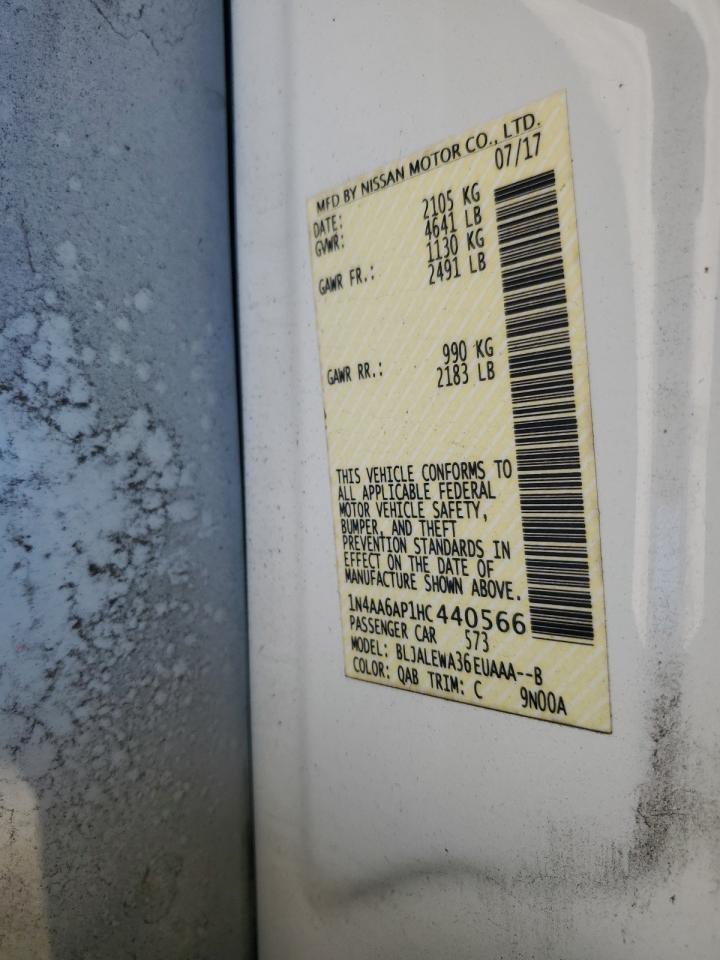 MFD BY NISSAN MOTOR CO., LTD.
DATE: 07/17
GVWR: 2105 KG
4641 LB
GAWR FR.: 1130 KG
2491 LB
GAWR RR.: 990 KG
2183 LB
THIS VEHICLE CONFORMS TO
ALL APPLICABLE FEDERAL
MOTOR VEHICLE SAFETY,
BUMPER, AND THEFT
PREVENTION STANDARDS IN
EFFECT ON THE DATE OF
MANUFACTURE SHOWN ABOVE.
1N4AA6AP1HC440566
PASSENGER CAR 573
MODEL: BLJALEWA36EUAAA--B
COLOR: QAB TRIM: C 9N00A